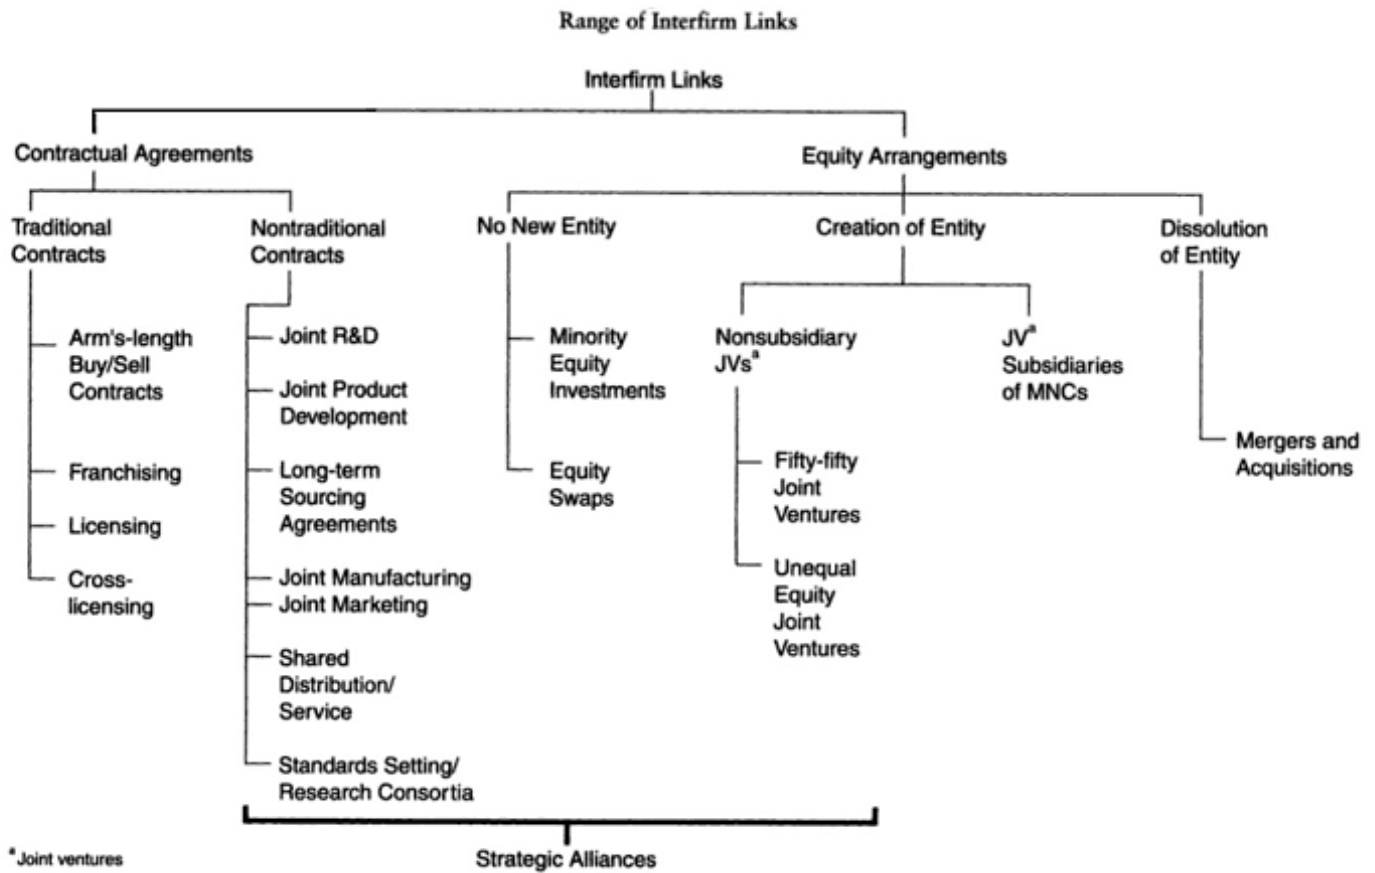 Range of Interfirm Links
Interfirm Links
Contractual Agreements
Equity Arrangements
Traditional
Contracts
Nontraditional
Contracts
No New Entity
Creation of Entity
Dissolution
of Entity
Arm's-length
Buy/Sell
Contracts
Franchising
Licensing
Cross-
licensing
Joint R&D
Joint Product
Development
Long-term
Sourcing
Agreements
Joint Manufacturing
Joint Marketing
Shared
Distribution/
Service
Standards Setting/
Research Consortia
Minority
Equity
Investments
Equity
Swaps
Nonsubsidiary
JVsᵃ
Fifty-fifty
Joint
Ventures
Unequal
Equity
Joint
Ventures
JVᵃ
Subsidiaries
of MNCs
Mergers and
Acquisitions
Strategic Alliances
ᵃJoint ventures